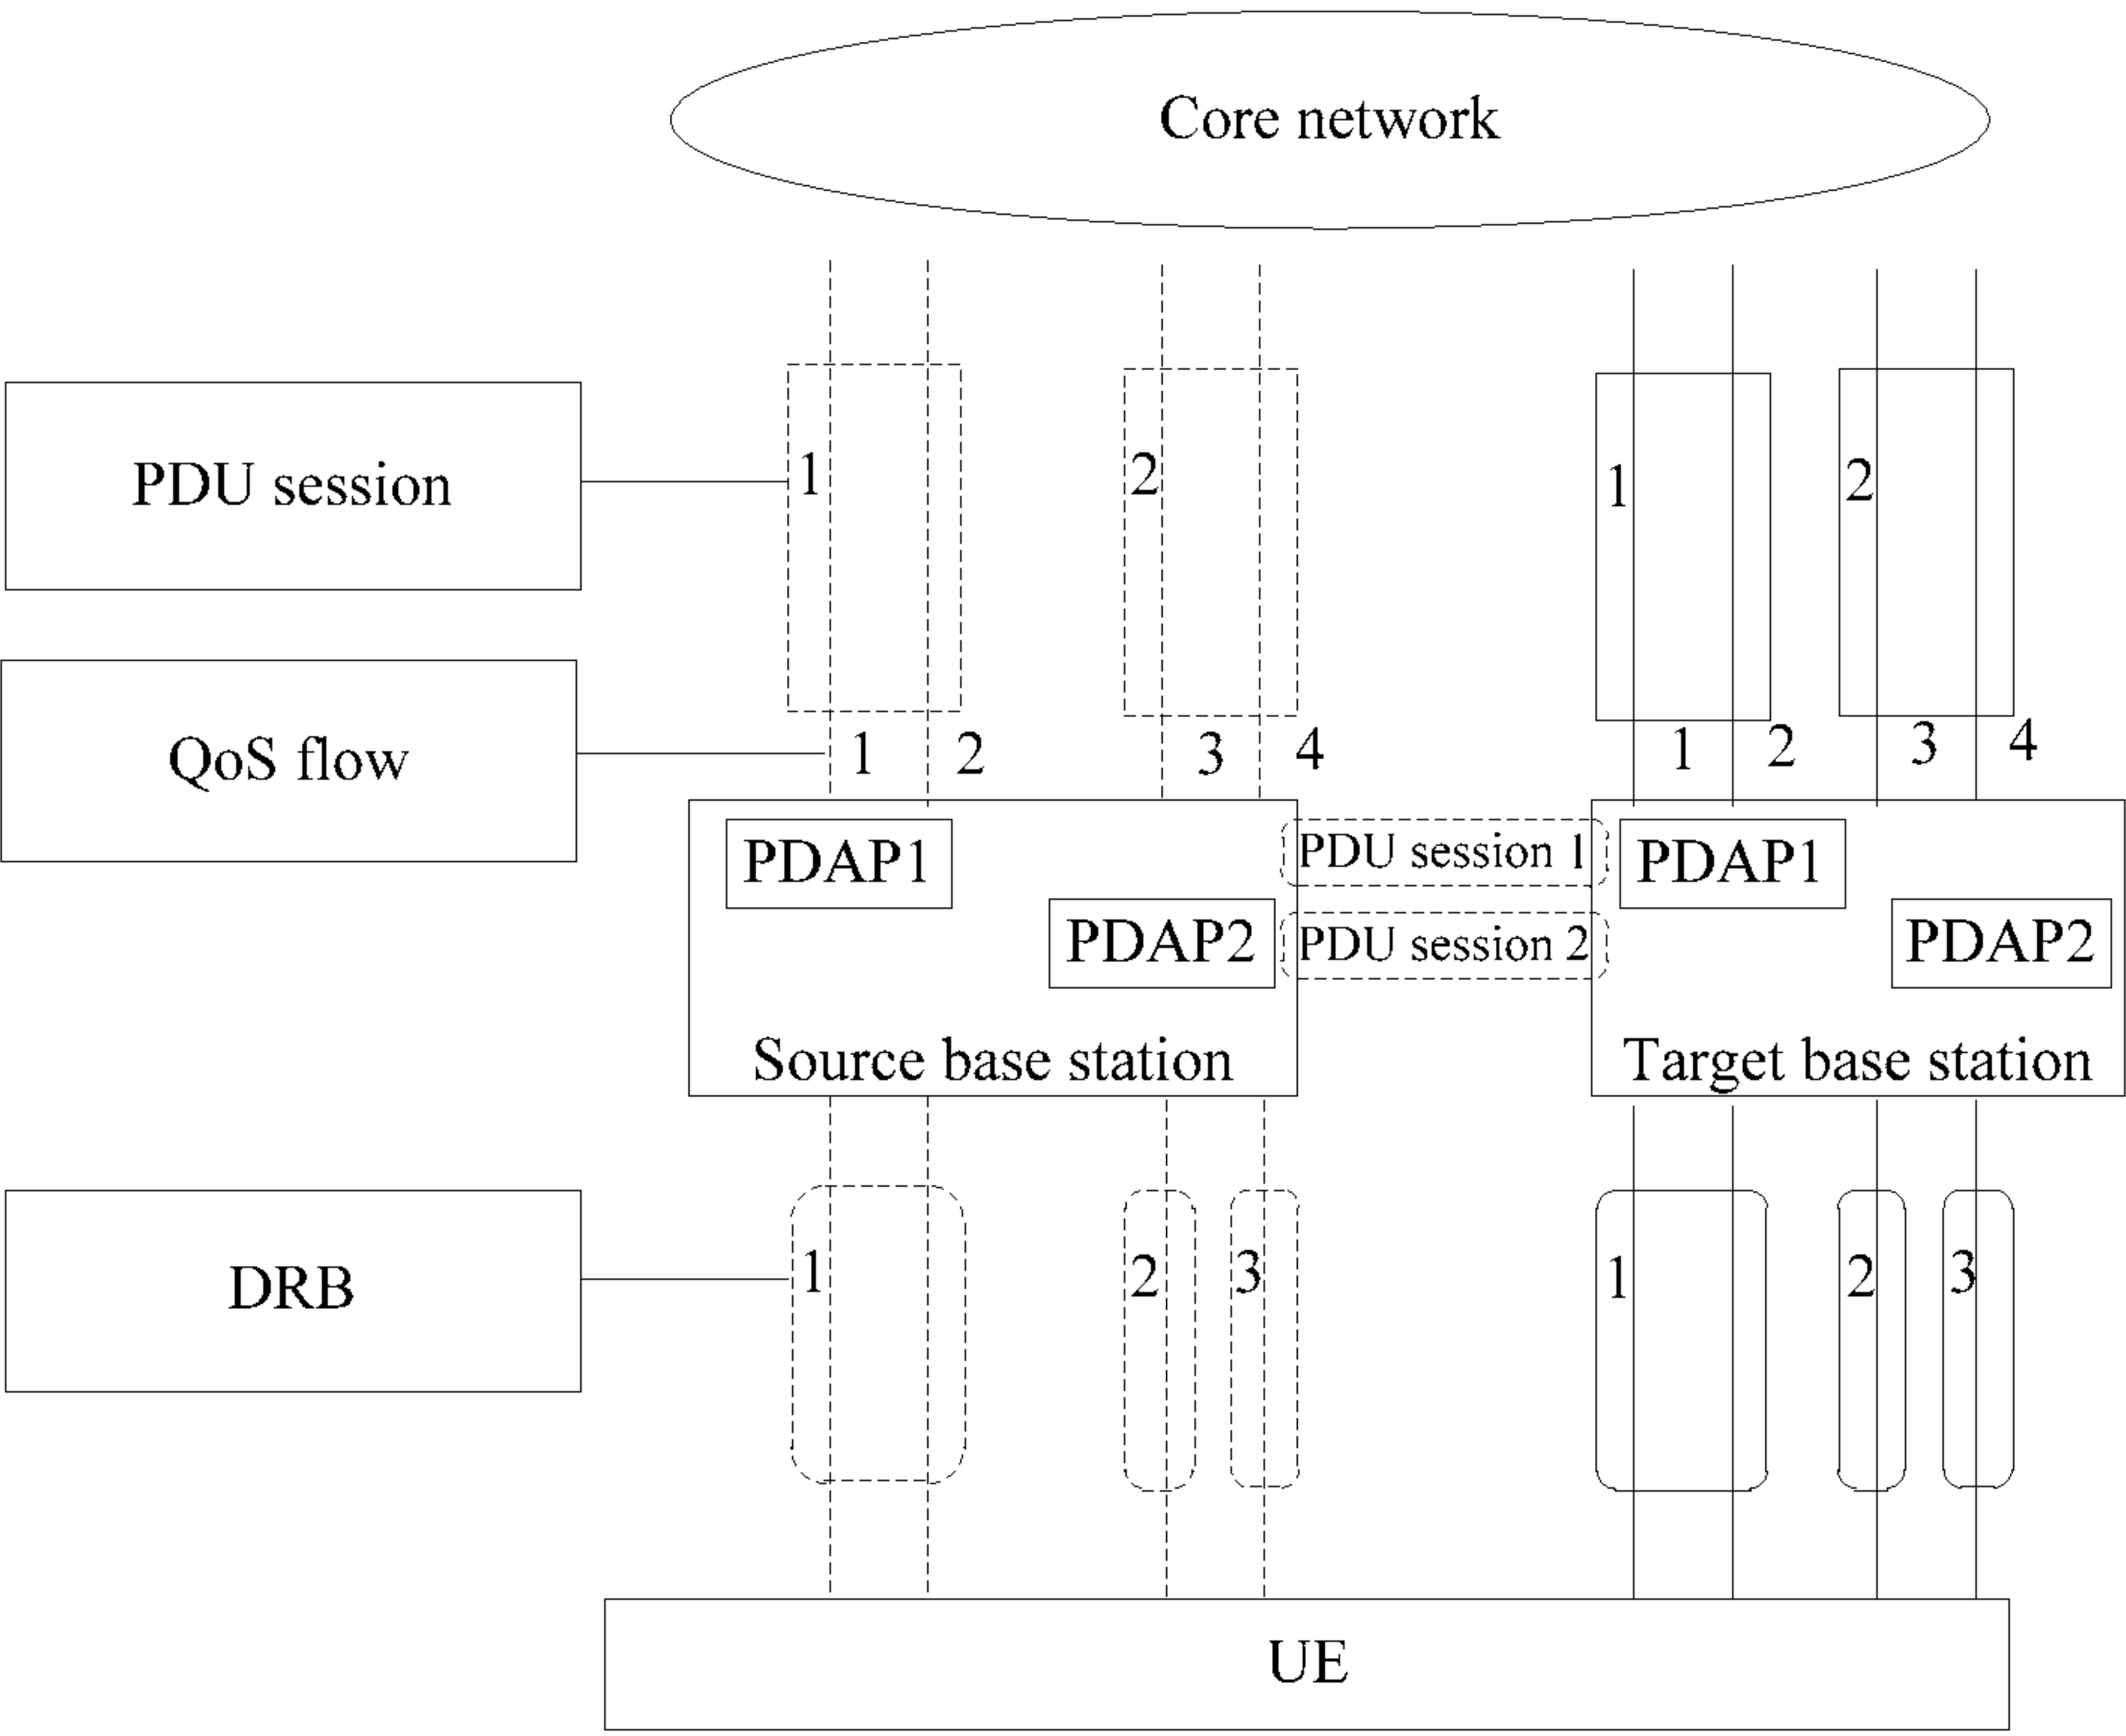 Core network
PDU session
1
2
1
2
QoS flow
1
2
3
4
1
2
3
4
PDAP1
PDAP2
Source base station
PDU session 1
PDU session 2
PDAP1
PDAP2
Target base station
DRB
1
2
3
1
2
3
UE